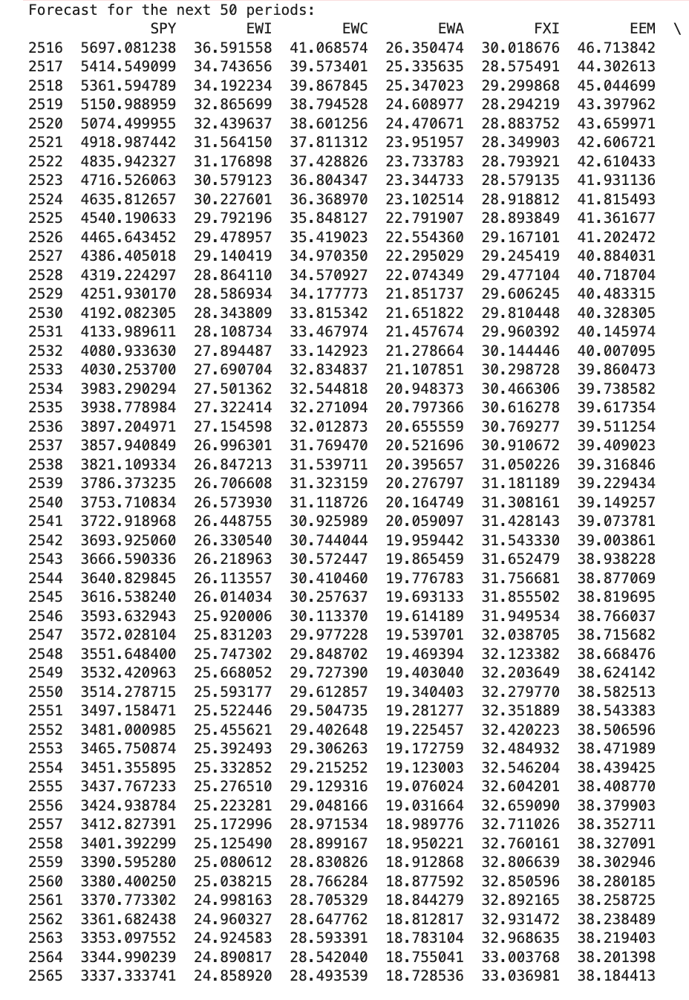 Forecast for the next 50 periods:
SPY EWI EWC EWA FXI EEM \
2516 5697.081238 36.591558 41.068574 26.350474 30.018676 46.713842
2517 5414.549099 34.743656 39.573401 25.335635 28.575491 44.302613
2518 5361.594789 34.192234 39.867845 25.347023 29.299868 45.044699
2519 5150.988959 32.865699 38.794528 24.608977 28.294219 43.397962
2520 5074.499955 32.439637 38.601256 24.470671 28.883752 43.659971
2521 4918.987442 31.564150 37.811312 23.951957 28.349903 42.606721
2522 4835.942327 31.176898 37.428826 23.733783 28.793921 42.610433
2523 4716.526063 30.579123 36.804347 23.344733 28.579135 41.931136
2524 4635.812657 30.227601 36.368970 23.102514 28.918812 41.815493
2525 4540.190633 29.792196 35.848127 22.791907 28.893849 41.361677
2526 4465.643452 29.478957 35.419023 22.554360 29.167101 41.202472
2527 4386.405018 29.140419 34.970350 22.295029 29.245419 40.884031
2528 4319.224297 28.864110 34.570927 22.074349 29.477104 40.718704
2529 4251.930170 28.586934 34.177773 21.851737 29.606245 40.483315
2530 4192.082305 28.343809 33.815342 21.651822 29.810448 40.328305
2531 4133.989611 28.108734 33.467974 21.457674 29.960392 40.145974
2532 4080.933630 27.894487 33.142923 21.278664 30.144446 40.007095
2533 4030.253700 27.690704 32.834837 21.107851 30.298728 39.860473
2534 3983.290294 27.501362 32.544818 20.948373 30.466306 39.738582
2535 3938.778984 27.322414 32.271094 20.797366 30.616278 39.617354
2536 3897.204971 27.154598 32.012873 20.655559 30.769277 39.511254
2537 3857.940849 26.996301 31.769470 20.521696 30.910672 39.409023
2538 3821.109334 26.847213 31.539711 20.395657 31.050226 39.316846
2539 3786.373235 26.706608 31.323159 20.276797 31.181189 39.229434
2540 3753.710834 26.573930 31.118726 20.164749 31.308161 39.149257
2541 3722.918968 26.448755 30.925989 20.059097 31.428143 39.073781
2542 3693.925060 26.330540 30.744044 19.959442 31.543330 39.003861
2543 3666.590336 26.218963 30.572447 19.865459 31.652479 38.938228
2544 3640.829845 26.113557 30.410460 19.776783 31.756681 38.877069
2545 3616.538240 26.014034 30.257637 19.693133 31.855502 38.819695
2546 3593.632943 25.920006 30.113370 19.614189 31.949534 38.766037
2547 3572.028104 25.831203 29.977228 19.539701 32.038705 38.715682
2548 3551.648400 25.747302 29.848702 19.469394 32.123382 38.668476
2549 3532.420963 25.668052 29.727390 19.403040 32.203649 38.624142
2550 3514.278715 25.593177 29.612857 19.340403 32.279770 38.582513
2551 3497.158471 25.522446 29.504735 19.281277 32.351889 38.543383
2552 3481.000985 25.455621 29.402648 19.225457 32.420223 38.506596
2553 3465.750874 25.392493 29.306263 19.172759 32.484932 38.471989
2554 3451.355895 25.332852 29.215252 19.123003 32.546204 38.439425
2555 3437.767233 25.276510 29.129316 19.076024 32.604201 38.408770
2556 3424.938784 25.223281 29.048166 19.031664 32.659090 38.379903
2557 3412.827391 25.172996 28.971534 18.989776 32.711026 38.352711
2558 3401.392299 25.125490 28.899167 18.950221 32.760161 38.327091
2559 3390.595280 25.080612 28.830826 18.912868 32.806639 38.302946
2560 3380.400250 25.038215 28.766284 18.877592 32.850596 38.280185
2561 3370.773302 24.998163 28.705329 18.844279 32.892165 38.258725
2562 3361.682438 24.960327 28.647762 18.812817 32.931472 38.238489
2563 3353.097552 24.924583 28.593391 18.783104 32.968635 38.219403
2564 3344.990239 24.890817 28.542040 18.755041 33.003768 38.201398
2565 3337.333741 24.858920 28.493539 18.728536 33.036981 38.184413